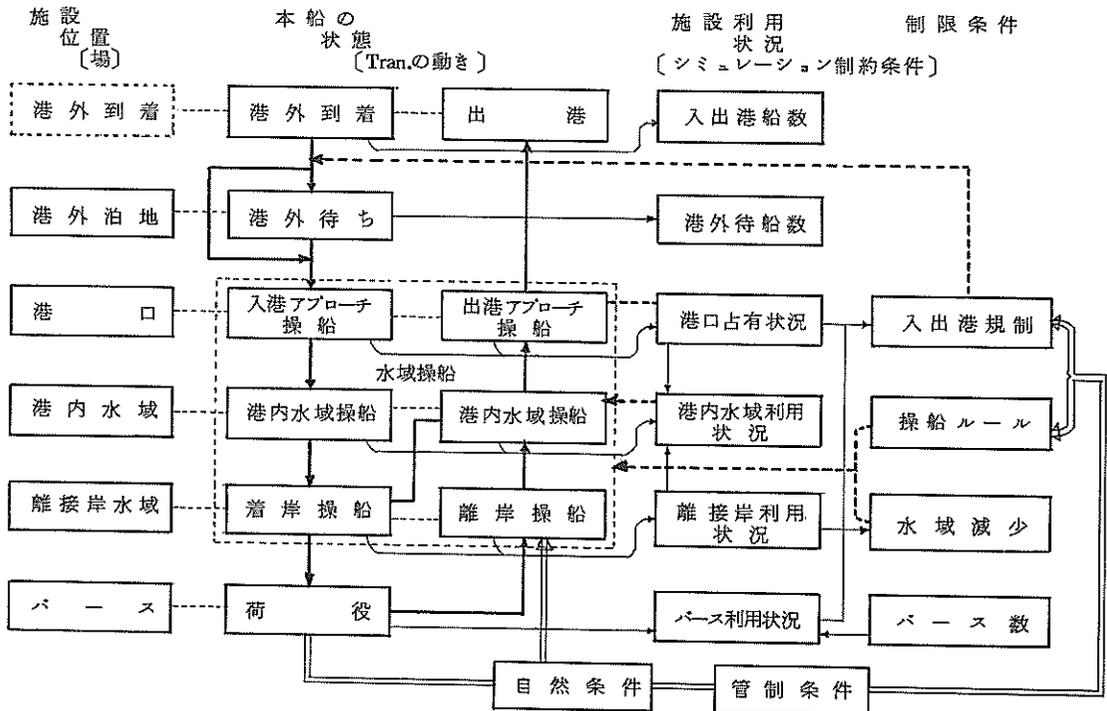 施設
位置
〔場〕
本船の
状態
〔Tran.の動き〕
施設利用
状況
〔シミュレーション制約条件〕
制限条件
港外到着
港外到着
出港
入出港船数
港外泊地
港外待ち
港外待船数
港口
入港アプローチ
操船
出港アプローチ
操船
港口占有状況
入出港規制
水域操船
港内水域
港内水域操船
港内水域操船
港内水域利用
状況
操船ルール
離接岸水域
着岸操船
離岸操船
離接岸利用
状況
水域減少
バース
荷役
バース利用状況
バース数
自然条件
管制条件